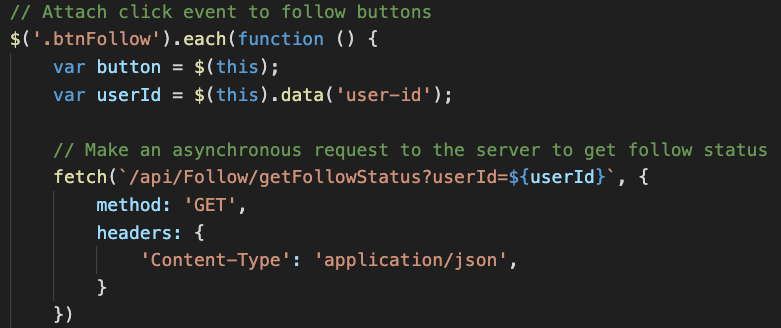 // Attach click event to follow buttons
$('.btnFollow').each(function () {
    var button = $(this);
    var userId = $(this).data('user-id');

    // Make an asynchronous request to the server to get follow status
    fetch(`/api/Follow/getFollowStatus?userId=${userId}`, {
        method: 'GET',
        headers: {
            'Content-Type': 'application/json',
        }
    })